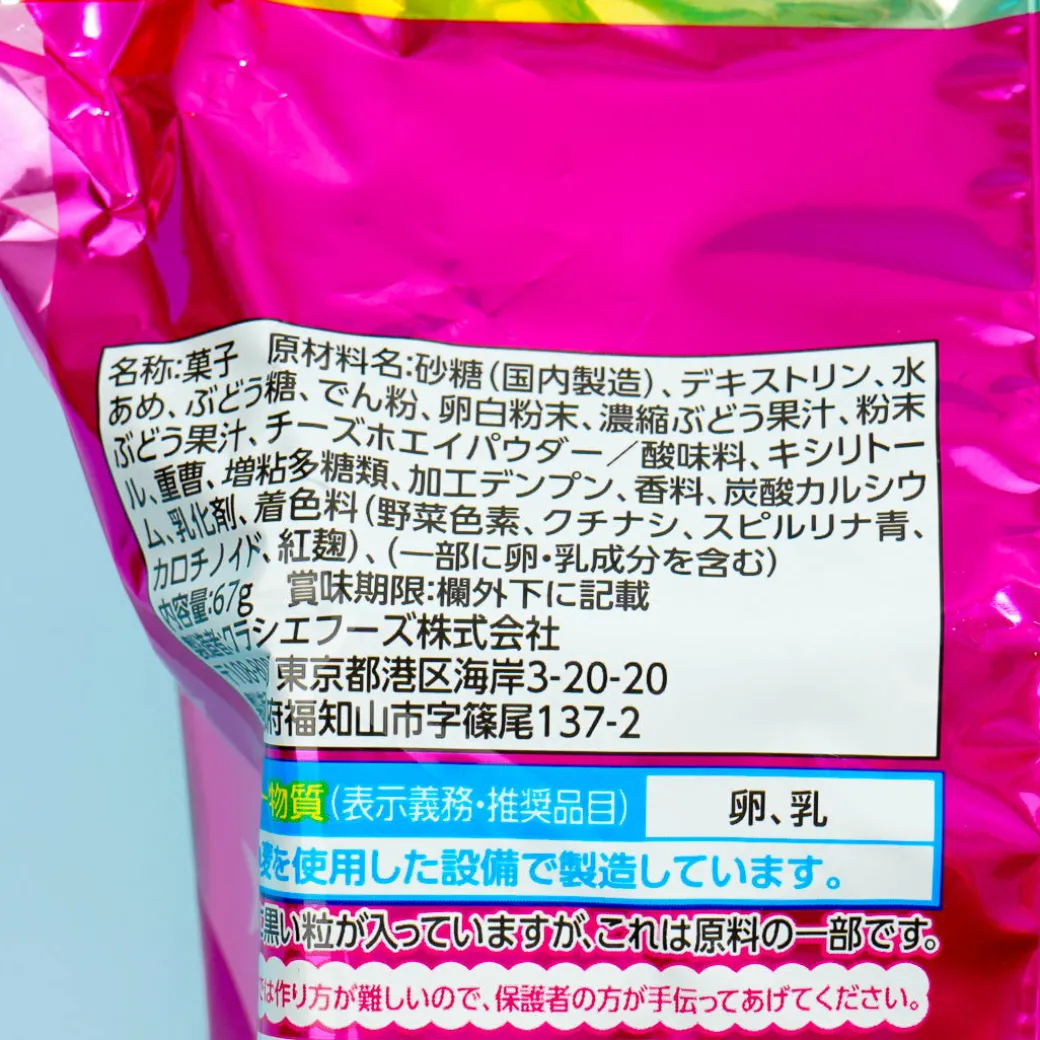 名称:菓子 原材料名:砂糖(国内製造)、デキストリン、水
あめ、ぶどう糖、でん粉、卵白粉末、濃縮ぶどう果汁、粉末
ぶどう果汁、チーズホエイパウダー/酸味料、キシリトー
ル、重曹、増粘多糖類、加工デンプン、香料、炭酸カルシウ
ム、乳化剤、着色料(野菜色素、クチナシ、スピルリナ青、
カロチノイド、紅麹)、(一部に卵・乳成分を含む)
内容量:67g 賞味期限:欄外下に記載
クラシエフーズ株式会社
東京都港区海岸3-20-20
府福知山市字篠尾137-2
物質(表示義務・推奨品目) 卵、乳
を使用した設備で製造しています。
黒い粒が入っていますが、これは原料の一部です。
では作り方が難しいので、保護者の方が手伝ってあげてください。